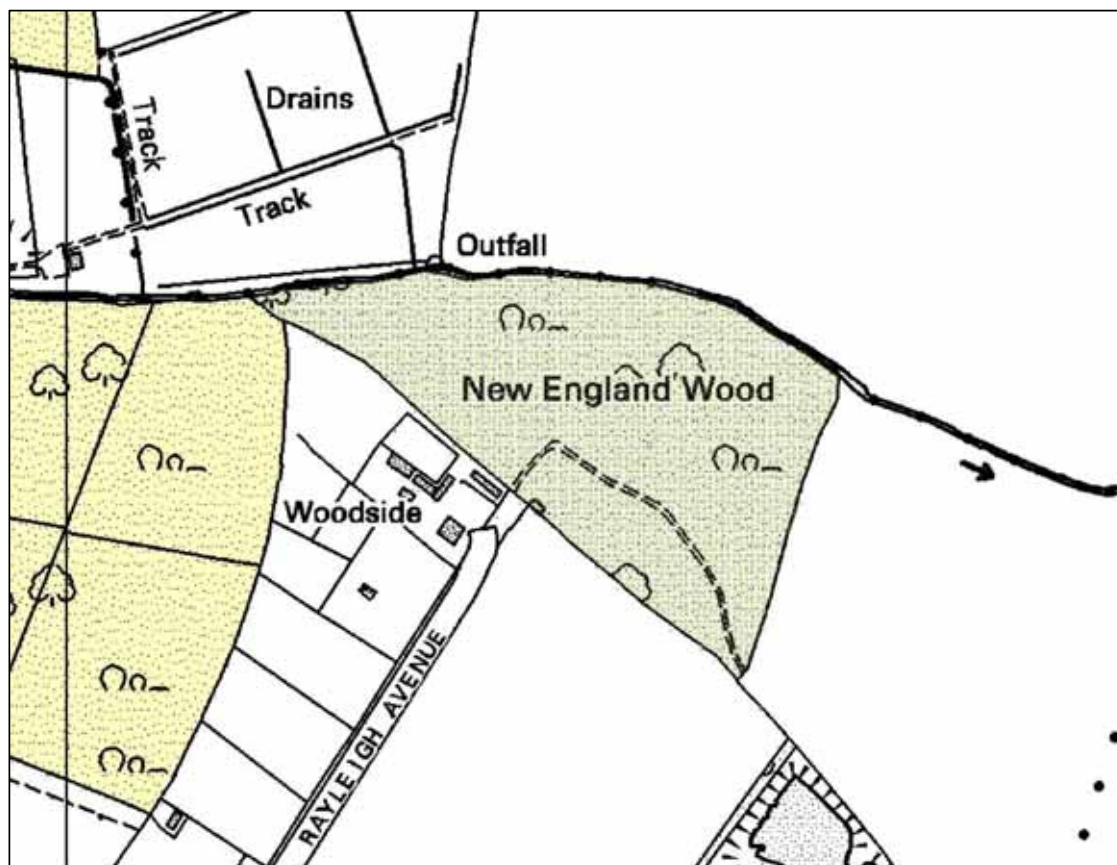 Drains
Track
Track
Outfall
New England Wood
Woodside
RAYLEIGH AVENUE